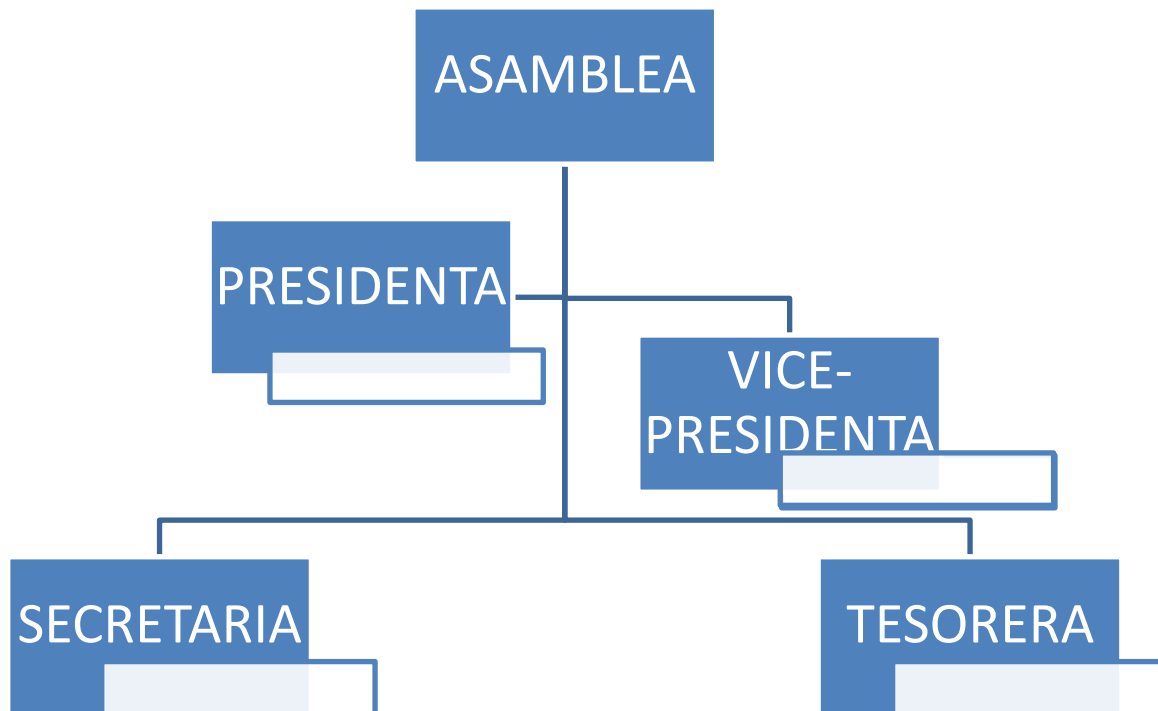 ASAMBLEA
PRESIDENTA
VICE-
PRESIDENTA
SECRETARIA
TESORERA